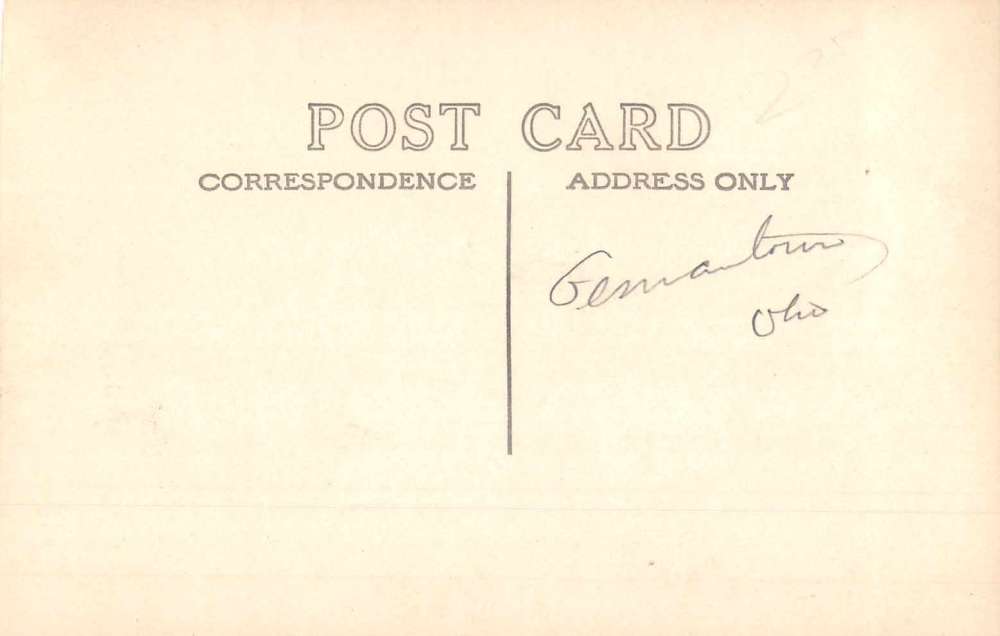 POST CARD
CORRESPONDENCE
ADDRESS ONLY
Germantown
Ohio